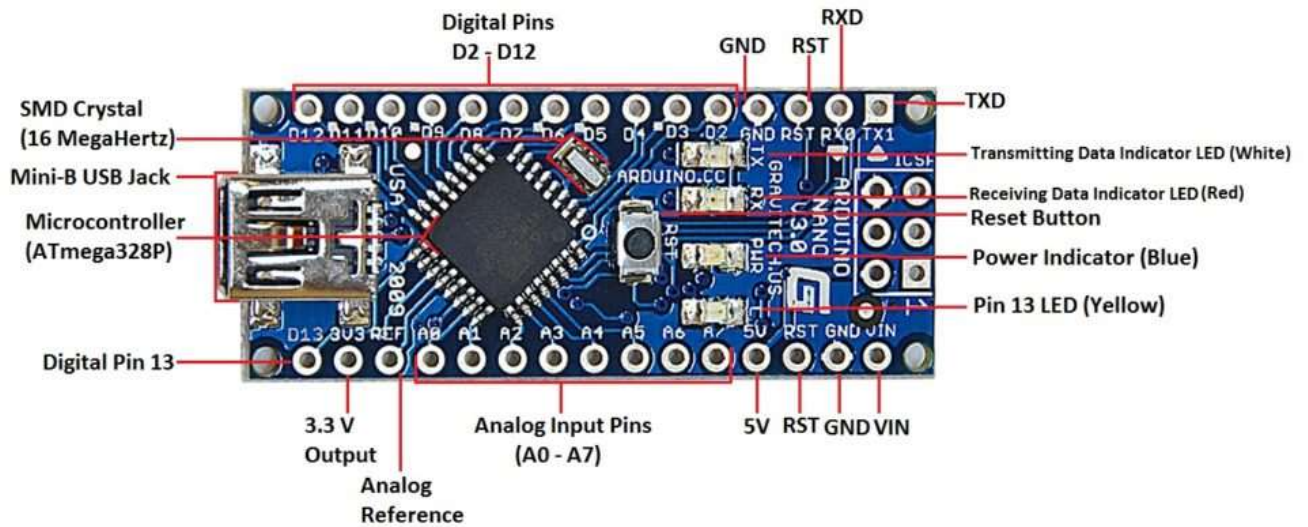 Digital Pins
D2 - D12
GND
RST
RXD
TXD
SMD Crystal
(16 MegaHertz)
Mini-B USB Jack
Microcontroller
(ATmega328P)
D12 D11 D10 D9 D8 D7 D6 D5 D4 D3 D2 GND RST RX0 TX1
ICSP
TX
RX
PWR
L
ARDUINO.CC
RST
USA
2009
GRAVITECH.US
ARDUINO
NANO
V3.0
G
Transmitting Data Indicator LED (White)
Receiving Data Indicator LED (Red)
Reset Button
Power Indicator (Blue)
Pin 13 LED (Yellow)
D13 3V3 REF A0 A1 A2 A3 A4 A5 A6 A7 5V RST GND VIN
Digital Pin 13
3.3 V
Output
Analog
Reference
Analog Input Pins
(A0 - A7)
5V
RST
GND
VIN